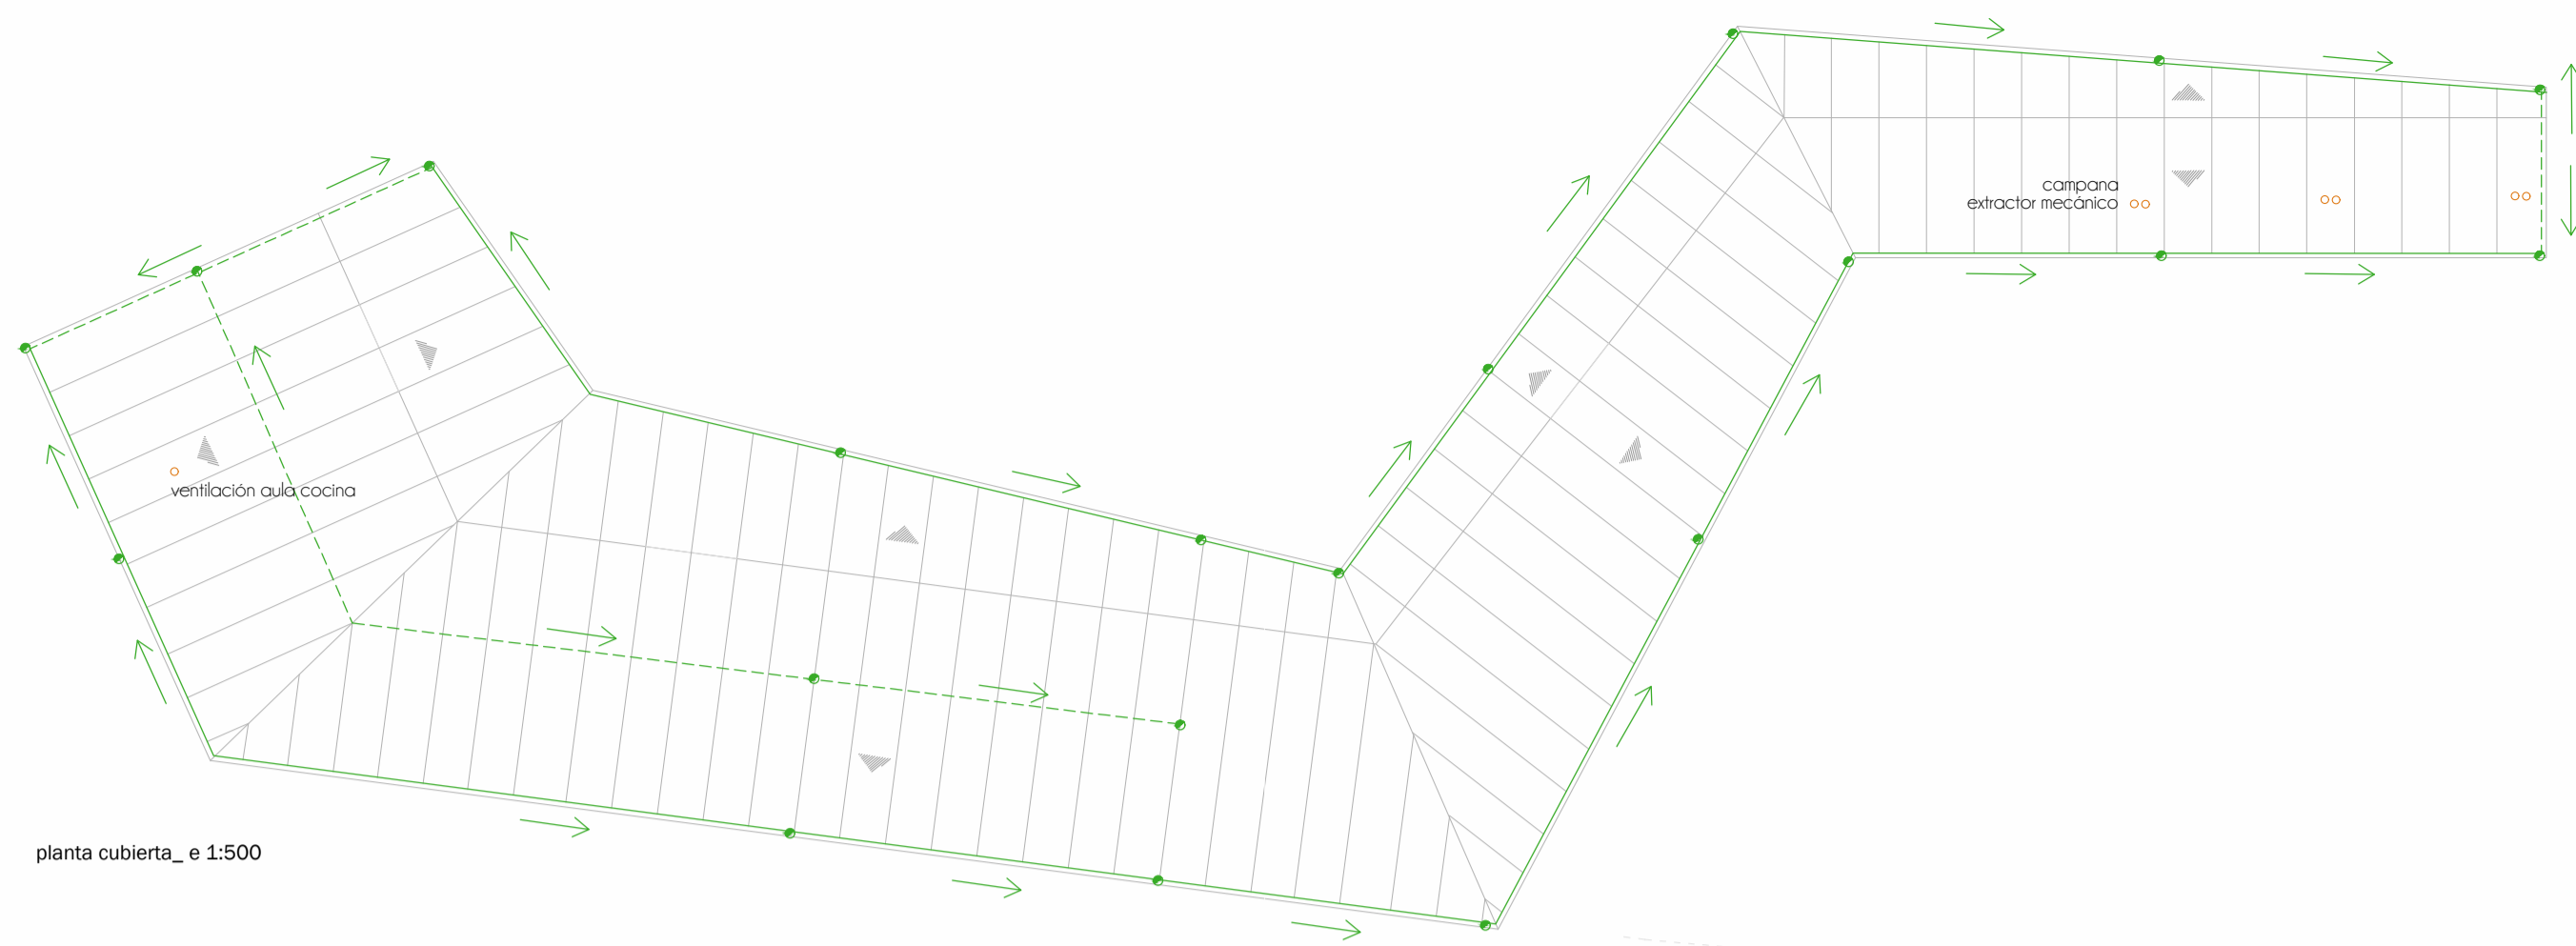 campana
extractor mecánico
ventilación aula cocina
planta cubierta_ e 1:500